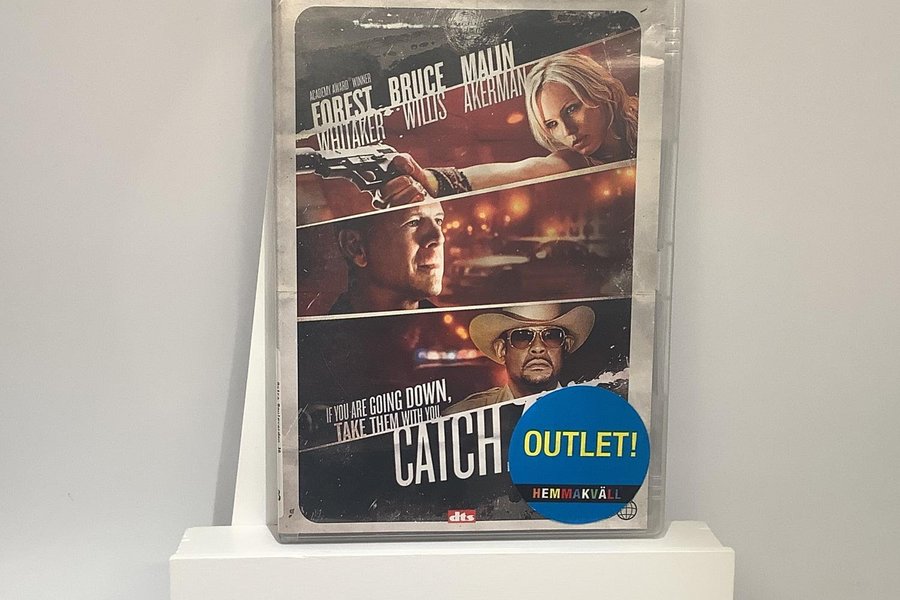 ACADEMY AWARD WINNER
FOREST
WHITAKER
BRUCE
WILLIS
MALIN
AKERMAN
IF YOU ARE GOING DOWN,
TAKE THEM WITH YOU
CATCH
OUTLET!
HEMMAKVÄLL
dts